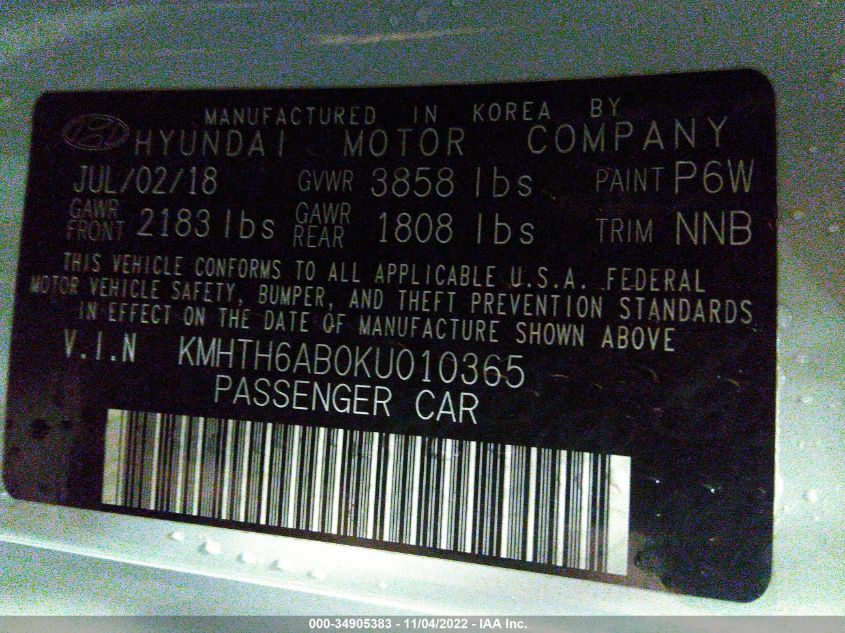 MANUFACTURED IN KOREA BY
HYUNDAI MOTOR COMPANY
JUL/02/18 GVWR 3858 lbs PAINT P6W
GAWR FRONT 2183 lbs GAWR REAR 1808 lbs TRIM NNB
THIS VEHICLE CONFORMS TO ALL APPLICABLE U.S.A. FEDERAL
MOTOR VEHICLE SAFETY, BUMPER, AND THEFT PREVENTION STANDARDS
IN EFFECT ON THE DATE OF MANUFACTURE SHOWN ABOVE
V.I.N KMHTH6AB0KU010365
PASSENGER CAR
000-34905383 - 11/04/2022 - IAA Inc.